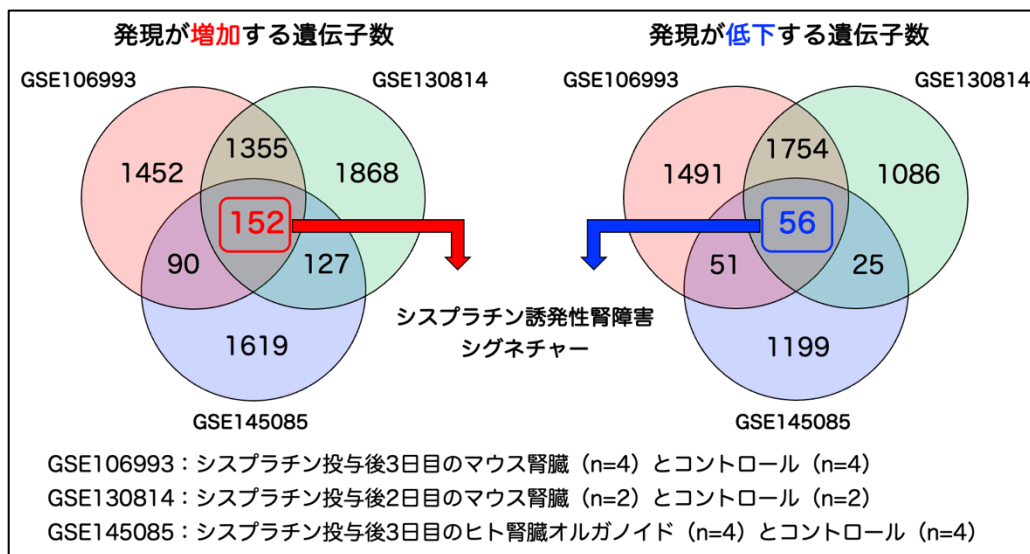 発現が増加する遺伝子数
発現が低下する遺伝子数
GSE106993
GSE130814
1452
1355
1868
152
90
127
1619
GSE145085
GSE106993
GSE130814
1491
1754
1086
56
51
25
1199
GSE145085
シスプラチン誘発性腎障害
シグネチャー
GSE106993：シスプラチン投与後3日目のマウス腎臓（n=4）とコントロール（n=4）
GSE130814：シスプラチン投与後2日目のマウス腎臓（n=2）とコントロール（n=2）
GSE145085：シスプラチン投与後3日目のヒト腎臓オルガノイド（n=4）とコントロール（n=4）